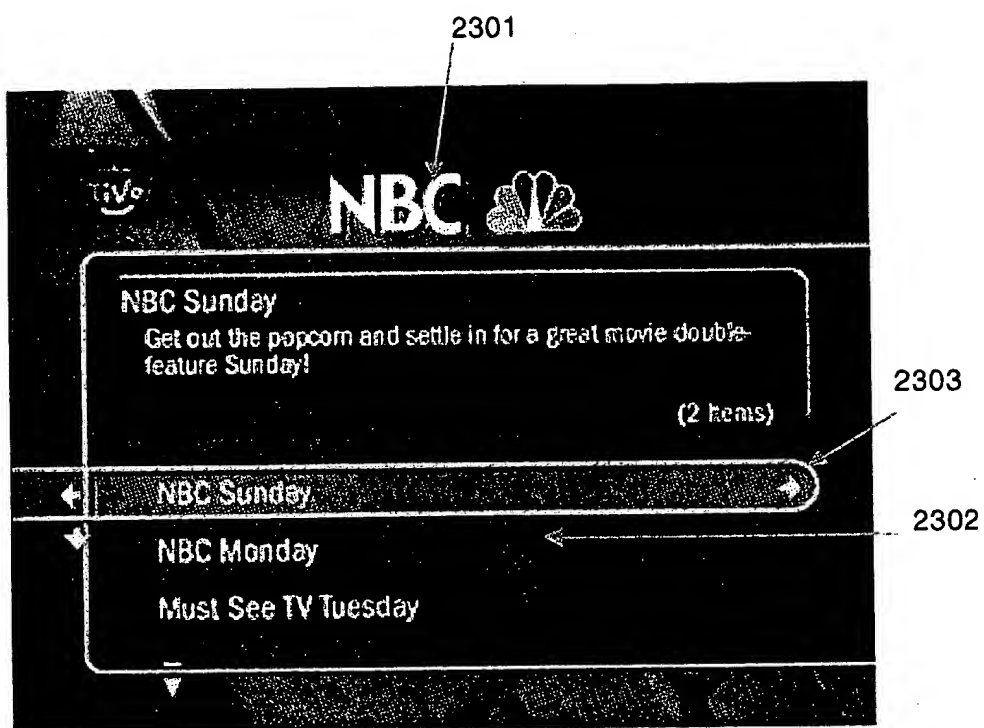 2301
TiVo
NBC
NBC Sunday
Get out the popcorn and settle in for a great movie double-
feature Sunday!
(2 Items)
2303
NBC Sunday
2302
NBC Monday
Must See TV Tuesday